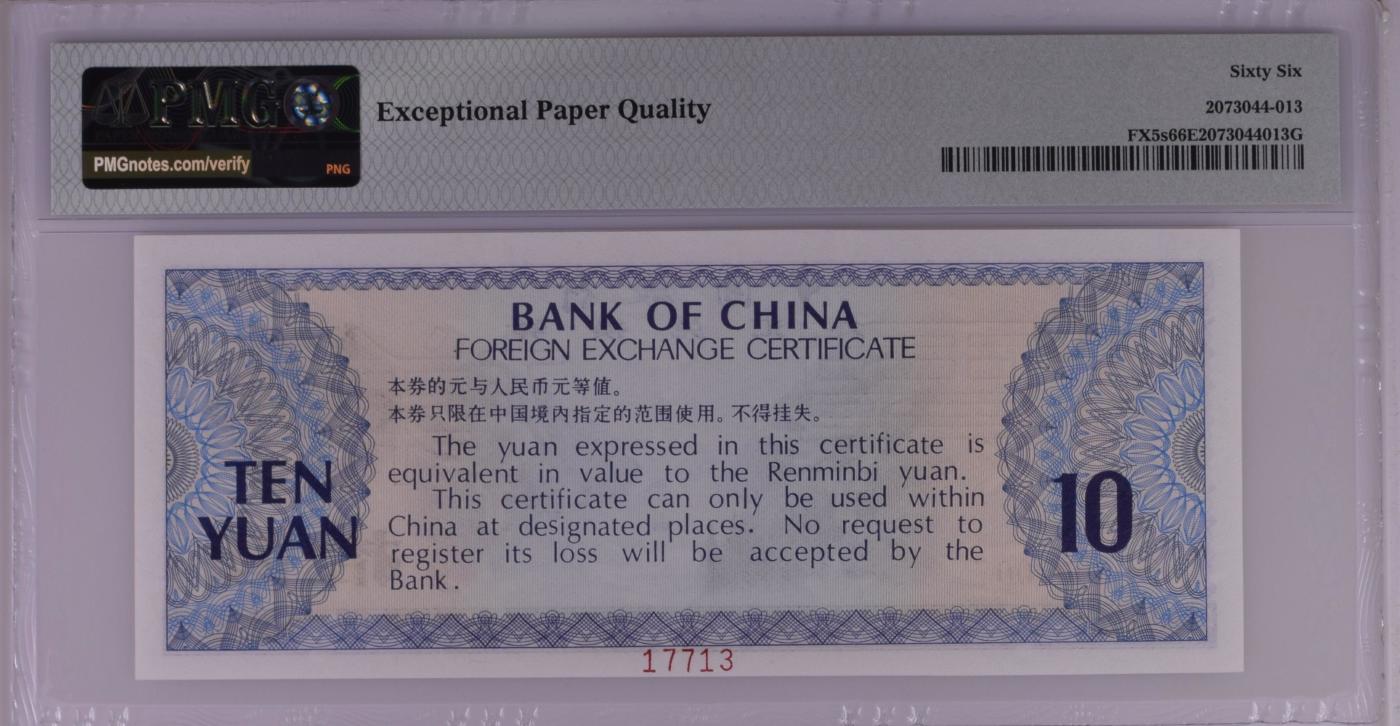 PMG
PMGnotes.com/verify
PNG
Exceptional Paper Quality
Sixty Six
2073044-013
FX5s66E2073044013G
BANK OF CHINA
FOREIGN EXCHANGE CERTIFICATE
本券的元与人民币元等值。
本券只限在中国境内指定的范围使用。不得挂失。
The yuan expressed in this certificate is
equivalent in value to the Renminbi yuan.
This certificate can only be used within
China at designated places. No request to
register its loss will be accepted by the
Bank.
TEN
YUAN
10
17713